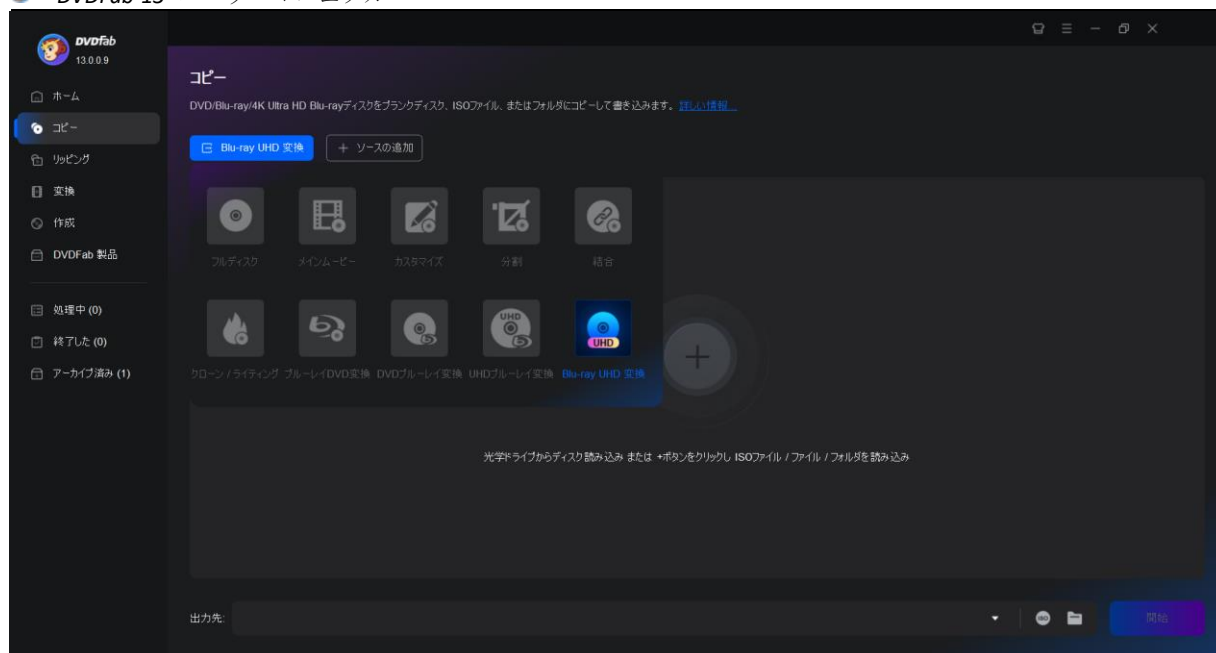 DVDFab 13
DVDFab
13.0.0.9
ホーム
コピー
リッピング
変換
作成
DVDFab 製品
処理中 (0)
終了した (0)
アーカイブ済み (1)
コピー
DVD/Blu-ray/4K Ultra HD Blu-rayディスクをブランクディスク、ISOファイル、またはフォルダにコピーして書き込みます。詳しい情報...
Blu-ray UHD 変換
ソースの追加
フルディスク
メインムービー
カスタマイズ
分割
結合
UHD
UHD
クローン / ライティング
ブルーレイDVD変換
DVDブルーレイ変換
UHDブルーレイ変換
Blu-ray UHD 変換
光学ドライブからディスク読み込み または +ボタンをクリックし ISOファイル / ファイル / フォルダを読み込み
出力先:
ISO
開始